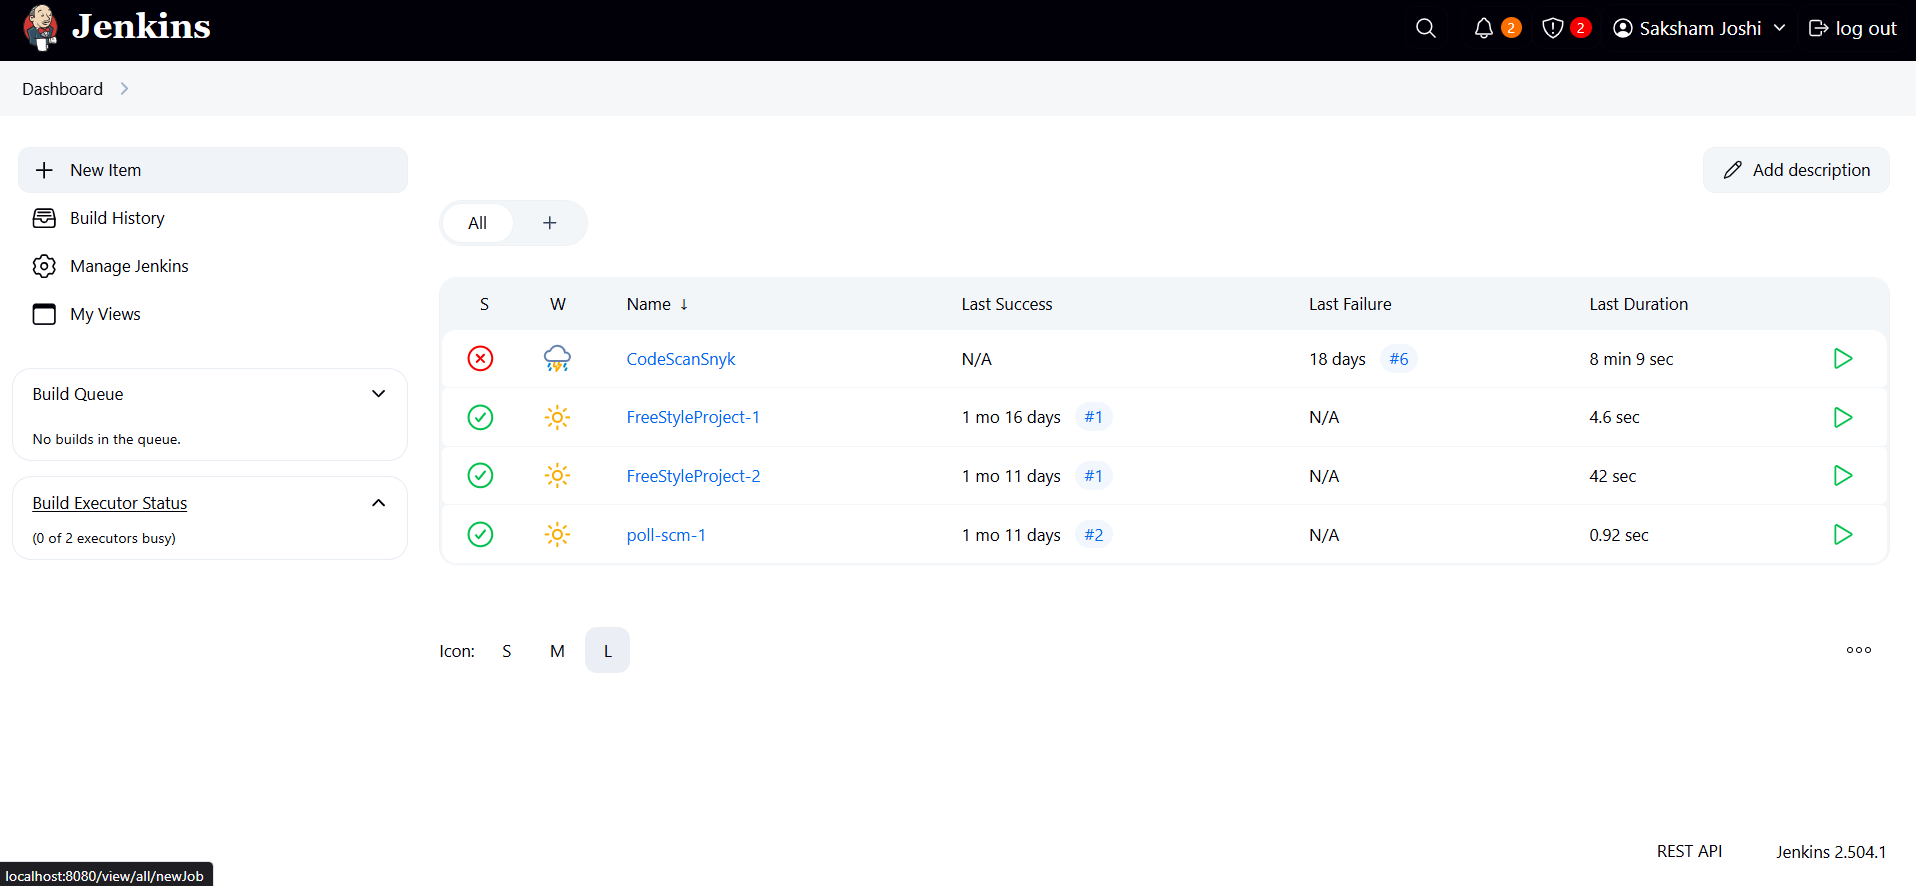 Jenkins
2
2
Saksham Joshi
log out
Dashboard
New Item
Build History
Manage Jenkins
My Views
Build Queue
No builds in the queue.
Build Executor Status
(0 of 2 executors busy)
Add description
All +
S W Name ↓ Last Success Last Failure Last Duration
CodeScanSnyk N/A 18 days #6 8 min 9 sec
FreeStyleProject-1 1 mo 16 days #1 N/A 4.6 sec
FreeStyleProject-2 1 mo 11 days #1 N/A 42 sec
poll-scm-1 1 mo 11 days #2 N/A 0.92 sec
Icon: S M L
REST API Jenkins 2.504.1
localhost:8080/view/all/newJob